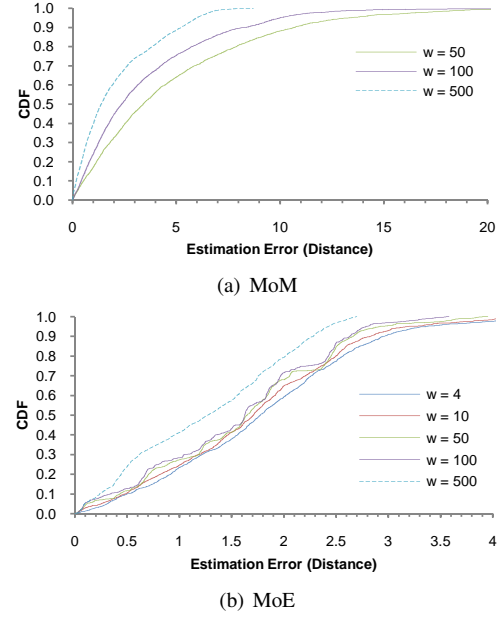 1.0
0.9
0.8
0.7
0.6
0.5
0.4
0.3
0.2
0.1
0.0
CDF
w = 50
w = 100
w = 500
0 5 10 15 20
Estimation Error (Distance)
(a) MoM
1.0
0.9
0.8
0.7
0.6
0.5
0.4
0.3
0.2
0.1
0.0
CDF
w = 4
w = 10
w = 50
w = 100
w = 500
0 0.5 1 1.5 2 2.5 3 3.5 4
Estimation Error (Distance)
(b) MoE